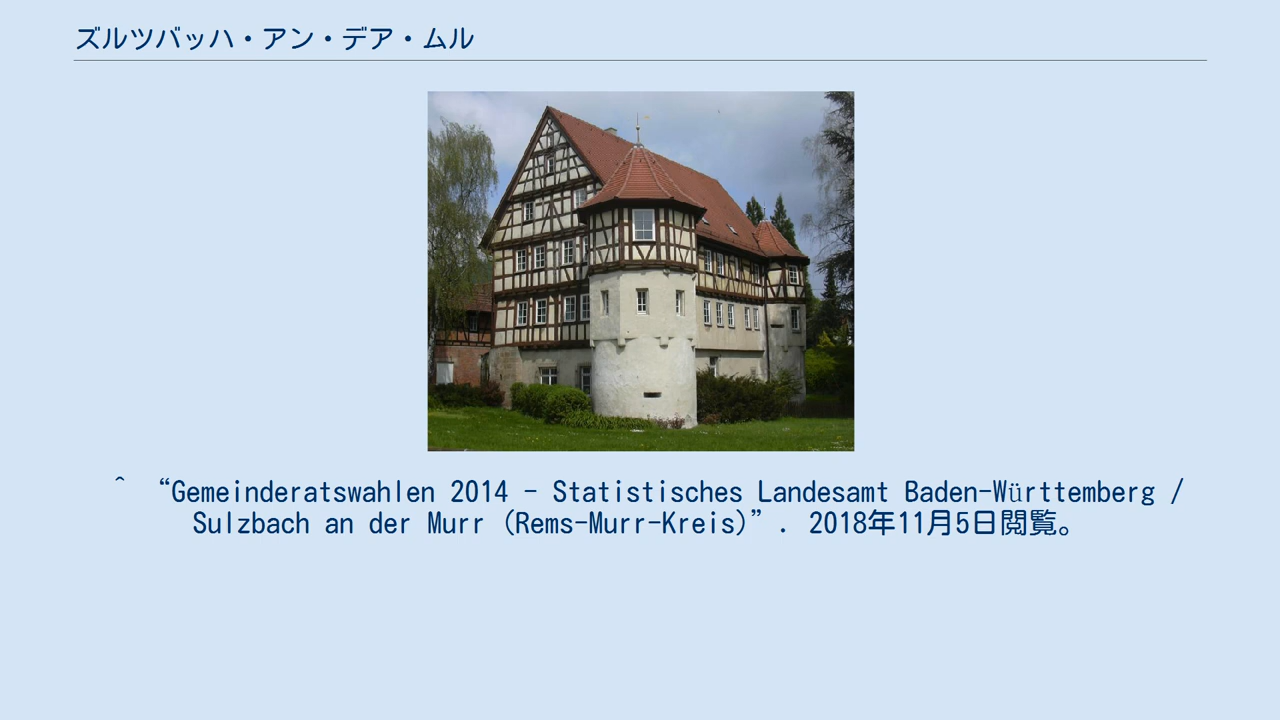 ズルツバッハ・アン・デア・ムル
^ “Gemeinderatswahlen 2014 - Statistisches Landesamt Baden-Württemberg /
Sulzbach an der Murr (Rems-Murr-Kreis)”. 2018年11月5日閲覧。